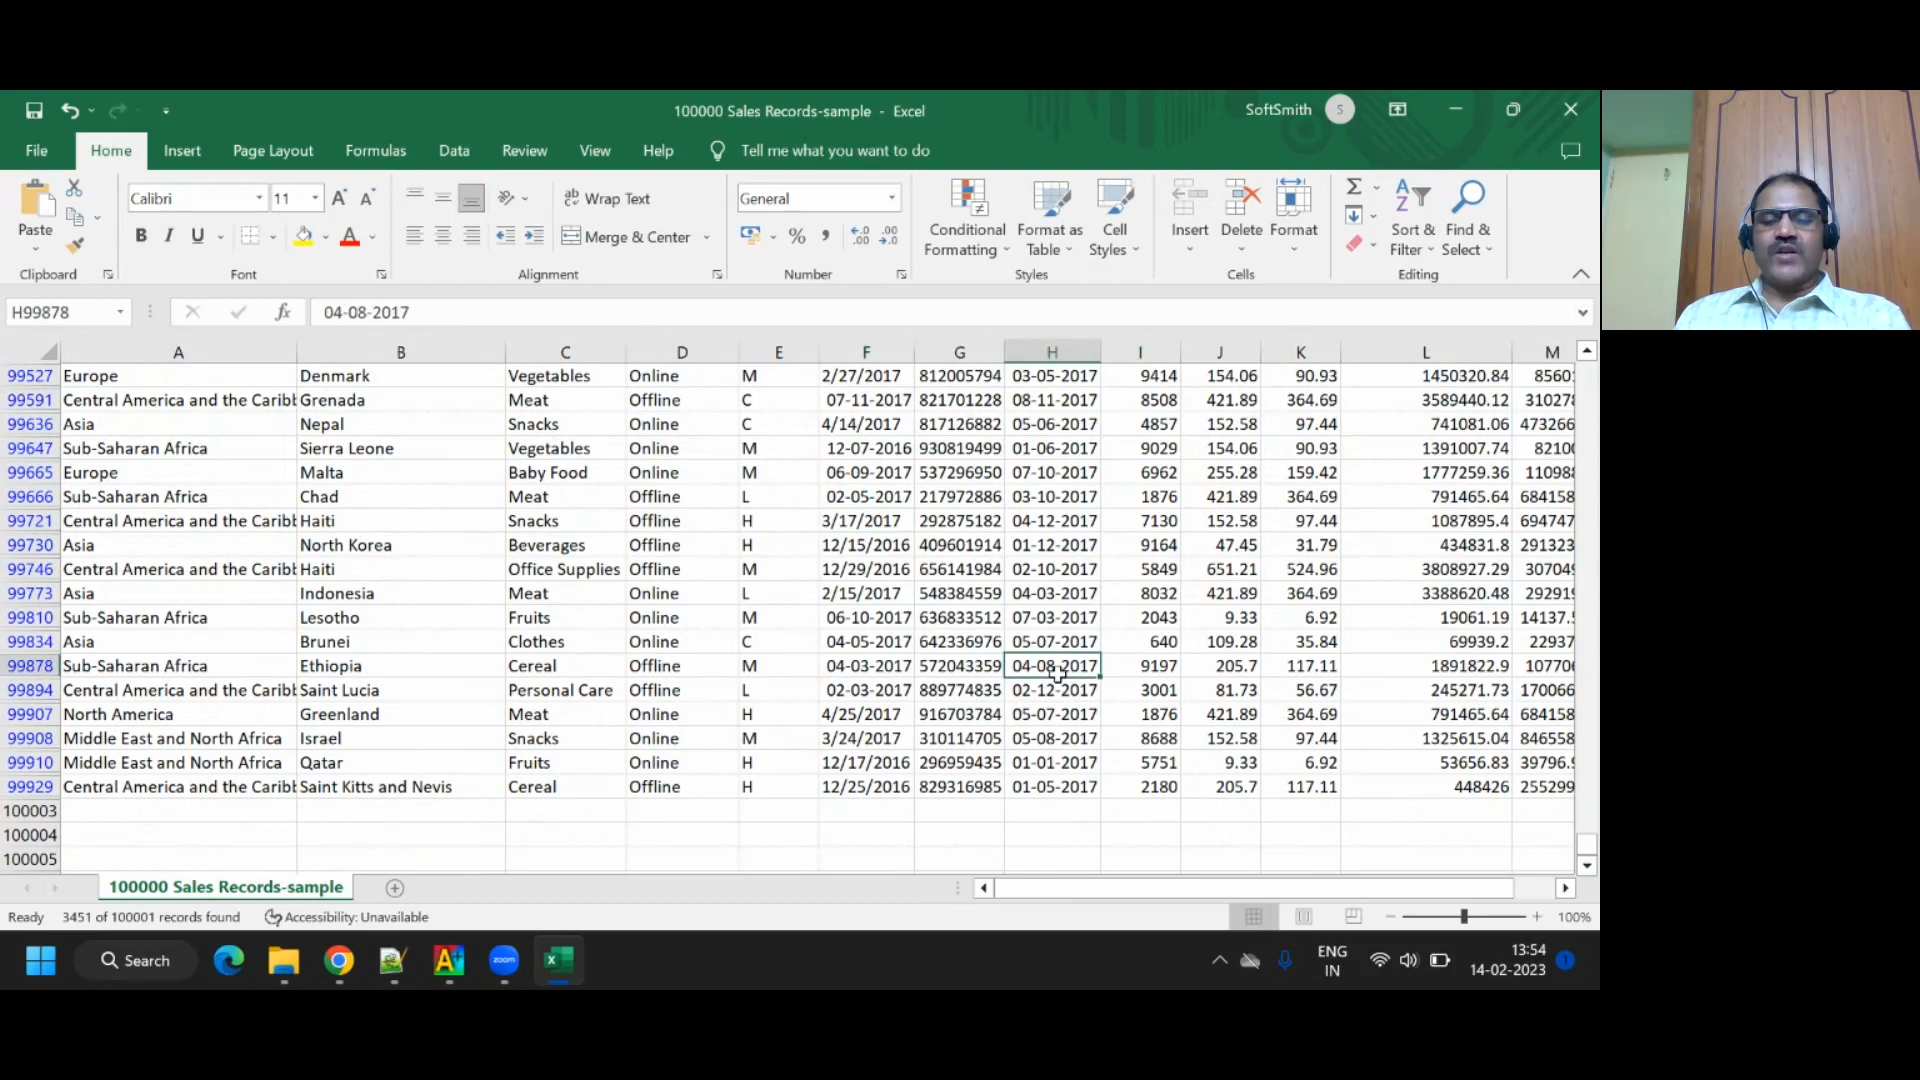 100000 Sales Records-sample - Excel
SoftSmith S
File Home Insert Page Layout Formulas Data Review View Help Tell me what you want to do
Paste
Clipboard
Calibri 11
B I U A
Font
Wrap Text
Merge & Center
Alignment
General
Number
Conditional Formatting
Format as Table
Cell Styles
Styles
Insert Delete Format
Cells
Sort & Filter
Find & Select
Editing
H99878 fx 04-08-2017
A B C D E F G H I J K L M
99527 Europe Denmark Vegetables Online M 2/27/2017 812005794 03-05-2017 9414 154.06 90.93 1450320.84 8560
99591 Central America and the Carib Grenada Meat Offline C 07-11-2017 821701228 08-11-2017 8508 421.89 364.69 3589440.12 31027
99636 Asia Nepal Snacks Online C 4/14/2017 817126882 05-06-2017 4857 152.58 97.44 741081.06 473266
99647 Sub-Saharan Africa Sierra Leone Vegetables Online M 12-07-2016 930819499 01-06-2017 9029 154.06 90.93 1391007.74 8210
99665 Europe Malta Baby Food Online M 06-09-2017 537296950 07-10-2017 6962 255.28 159.42 1777259.36 11098
99666 Sub-Saharan Africa Chad Meat Offline L 02-05-2017 217972886 03-10-2017 1876 421.89 364.69 791465.64 684158
99721 Central America and the Carib Haiti Snacks Offline H 3/17/2017 292875182 04-12-2017 7130 152.58 97.44 1087895.4 694747
99730 Asia North Korea Beverages Offline H 12/15/2016 409601914 01-12-2017 9164 47.45 31.79 434831.8 291323
99746 Central America and the Carib Haiti Office Supplies Offline M 12/29/2016 656141984 02-10-2017 5849 651.21 524.96 3808927.29 30704
99773 Asia Indonesia Meat Online L 2/15/2017 548384559 04-03-2017 8032 421.89 364.69 3388620.48 29291
99810 Sub-Saharan Africa Lesotho Fruits Online M 06-10-2017 636833512 07-03-2017 2043 9.33 6.92 19061.19 14137.
99834 Asia Brunei Clothes Online C 04-05-2017 642336976 05-07-2017 640 109.28 35.84 69939.2 22937
99878 Sub-Saharan Africa Ethiopia Cereal Offline M 04-03-2017 572043359 04-08-2017 9197 205.7 117.11 1891822.9 10770
99894 Central America and the Carib Saint Lucia Personal Care Offline L 02-03-2017 889774835 02-12-2017 3001 81.73 56.67 245271.73 170066
99907 North America Greenland Meat Online H 4/25/2017 916703784 05-07-2017 1876 421.89 364.69 791465.64 684158
99908 Middle East and North Africa Israel Snacks Online M 3/24/2017 310114705 05-08-2017 8688 152.58 97.44 1325615.04 846558
99910 Middle East and North Africa Qatar Fruits Online H 12/17/2016 296959435 01-01-2017 5751 9.33 6.92 53656.83 39796.
99929 Central America and the Carib Saint Kitts and Nevis Cereal Offline H 12/25/2016 829316985 01-05-2017 2180 205.7 117.11 448426 255299
100003
100004
100005
100000 Sales Records-sample
Ready 3451 of 100001 records found Accessibility: Unavailable 100%
Search zoom ENG IN 13:54 14-02-2023 1